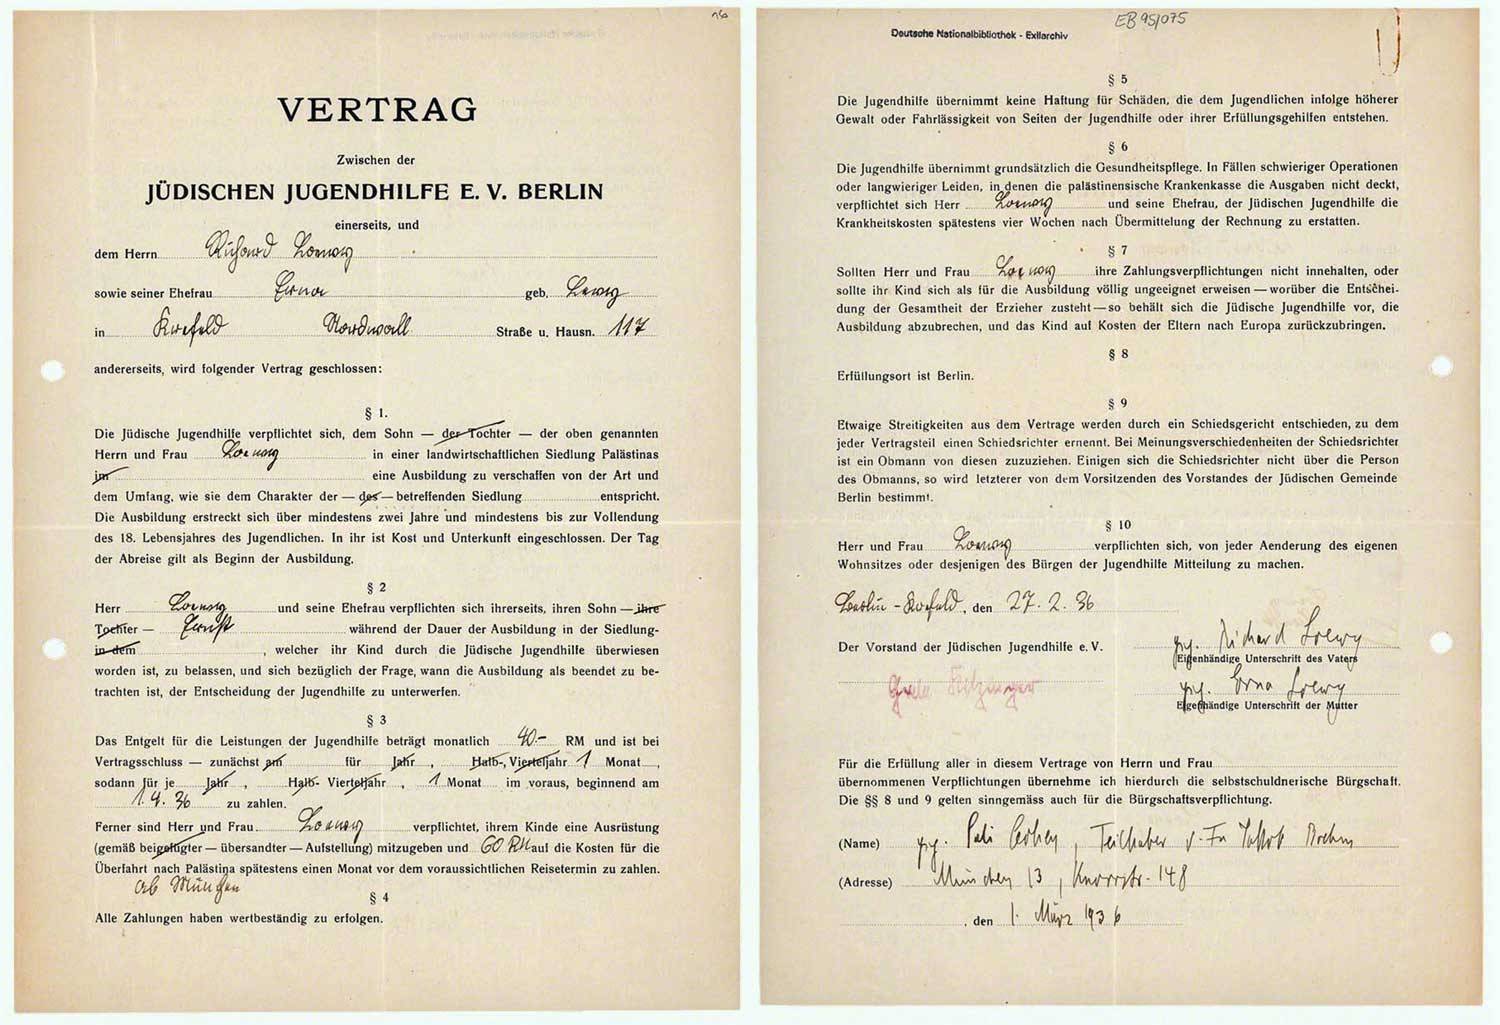 VERTRAG
Zwischen der
JÜDISCHEN JUGENDHILFE E. V. BERLIN
einerseits, und
dem Herrn Richard Loewy
sowie seiner Ehefrau Erna geb. Lewy
in Krefeld Nordwall Straße u. Hausn. 117
andererseits, wird folgender Vertrag geschlossen:
§ 1.
Die Jüdische Jugendhilfe verpflichtet sich, dem Sohn — der Tochter — der oben genannten
Herrn und Frau Loewy in einer landwirtschaftlichen Siedlung Palästinas
im eine Ausbildung zu verschaffen von der Art und
dem Umfang, wie sie dem Charakter der — des — betreffenden Siedlung entspricht.
Die Ausbildung erstreckt sich über mindestens zwei Jahre und mindestens bis zur Vollendung
des 18. Lebensjahres des Jugendlichen. In ihr ist Kost und Unterkunft eingeschlossen. Der Tag
der Abreise gilt als Beginn der Ausbildung.
§ 2
Herr Loewy und seine Ehefrau verpflichten sich ihrerseits, ihren Sohn — ihre
Tochter — Ernst während der Dauer der Ausbildung in der Siedlung-
in dem , welcher ihr Kind durch die Jüdische Jugendhilfe überwiesen
worden ist, zu belassen, und sich bezüglich der Frage, wann die Ausbildung als beendet zu be-
trachten ist, der Entscheidung der Jugendhilfe zu unterwerfen.
§ 3
Das Entgelt für die Leistungen der Jugendhilfe beträgt monatlich 40.- RM und ist bei
Vertragsschluss — zunächst am für Jahr , Halb-, Vierteljahr 1 Monat ,
sodann für je Jahr , Halb- Vierteljahr , 1 Monat im voraus, beginnend am
1. 4. 36 zu zahlen.
Ferner sind Herr und Frau Loewy verpflichtet, ihrem Kinde eine Ausrüstung
(gemäß beigefügter — übersandter — Aufstellung) mitzugeben und 60 RM auf die Kosten für die
Überfahrt nach Palästina spätestens einen Monat vor dem voraussichtlichen Reisetermin zu zahlen.
ab München
§ 4
Alle Zahlungen haben wertbeständig zu erfolgen.
EB 95/075
Deutsche Nationalbibliothek - Exilarchiv
§ 5
Die Jugendhilfe übernimmt keine Haftung für Schäden, die dem Jugendlichen infolge höherer
Gewalt oder Fahrlässigkeit von Seiten der Jugendhilfe oder ihrer Erfüllungsgehilfen entstehen.
§ 6
Die Jugendhilfe übernimmt grundsätzlich die Gesundheitspflege. In Fällen schwieriger Operationen
oder langwieriger Leiden, in denen die palästinensische Krankenkasse die Ausgaben nicht deckt,
verpflichtet sich Herr Loewy und seine Ehefrau, der Jüdischen Jugendhilfe die
Krankheitskosten spätestens vier Wochen nach Übermittelung der Rechnung zu erstatten.
§ 7
Sollten Herr und Frau Loewy ihre Zahlungsverpflichtungen nicht innehalten, oder
sollte ihr Kind sich als für die Ausbildung völlig ungeeignet erweisen — worüber die Entschei-
dung der Gesamtheit der Erzieher zusteht — so behält sich die Jüdische Jugendhilfe vor, die
Ausbildung abzubrechen, und das Kind auf Kosten der Eltern nach Europa zurückzubringen.
§ 8
Erfüllungsort ist Berlin.
§ 9
Etwaige Streitigkeiten aus dem Vertrage werden durch ein Schiedsgericht entschieden, zu dem
jeder Vertragsteil einen Schiedsrichter ernennt. Bei Meinungsverschiedenheiten der Schiedsrichter
ist ein Obmann von diesen zuzuziehen. Einigen sich die Schiedsrichter nicht über die Person
des Obmanns, so wird letzterer von dem Vorsitzenden des Vorstandes der Jüdischen Gemeinde
Berlin bestimmt.
§ 10
Herr und Frau Loewy verpflichten sich, von jeder Aenderung des eigenen
Wohnsitzes oder desjenigen des Bürgen der Jugendhilfe Mitteilung zu machen.
Berlin - Krefeld, den 27. 2. 36
Der Vorstand der Jüdischen Jugendhilfe e. V.
gez. Richard Loewy
Eigenhändige Unterschrift des Vaters
gez. Erna Loewy
Eigenhändige Unterschrift der Mutter
Für die Erfüllung aller in diesem Vertrage von Herrn und Frau
übernommenen Verpflichtungen übernehme ich hierdurch die selbstschuldnerische Bürgschaft.
Die §§ 8 und 9 gelten sinngemäss auch für die Bürgschaftsverpflichtung.
(Name) gez. Teilhaber d. Fa Jakob
(Adresse) München 13, Knorrstr. 148
, den 1. März 1936